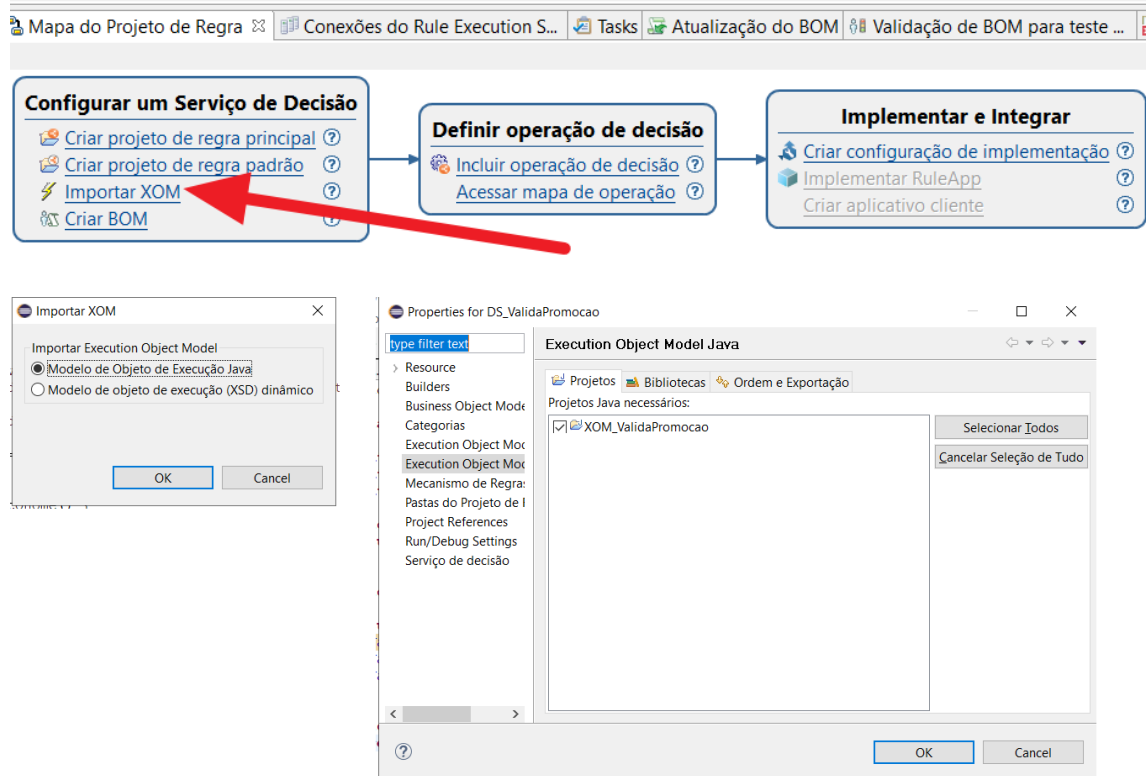 Mapa do Projeto de Regra
Conexões do Rule Execution S...
Tasks
Atualização do BOM
Validação de BOM para teste ...
Configurar um Serviço de Decisão
Criar projeto de regra principal
Criar projeto de regra padrão
Importar XOM
Criar BOM
Definir operação de decisão
Incluir operação de decisão
Acessar mapa de operação
Implementar e Integrar
Criar configuração de implementação
Implementar RuleApp
Criar aplicativo cliente
Importar XOM
Importar Execution Object Model
Modelo de Objeto de Execução Java
Modelo de objeto de execução (XSD) dinâmico
OK
Cancel
Properties for DS_ValidaPromocao
type filter text
Resource
Builders
Business Object Mode
Categorias
Execution Object Moc
Execution Object Moc
Mecanismo de Regra
Pastas do Projeto de
Project References
Run/Debug Settings
Serviço de decisão
Execution Object Model Java
Projetos
Bibliotecas
Ordem e Exportação
Projetos Java necessários:
XOM_ValidaPromocao
Selecionar Todos
Cancelar Seleção de Tudo
OK
Cancel